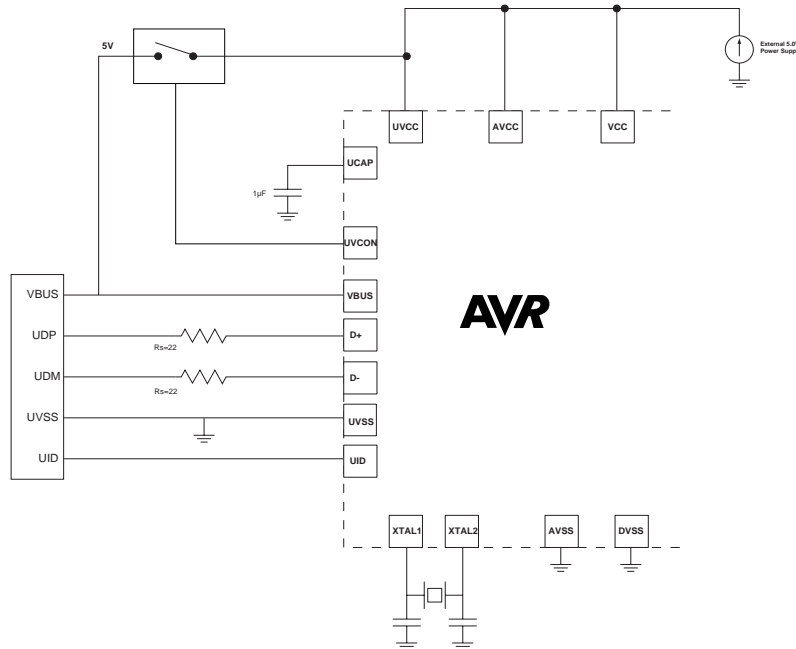 5V
External 5.0
Power Supp
UVCC
AVCC
VCC
UCAP
1µF
UVCON
VBUS
VBUS
UDP
Rs=22
D+
AVR
UDM
Rs=22
D-
UVSS
UVSS
UID
UID
XTAL1
XTAL2
AVSS
DVSS